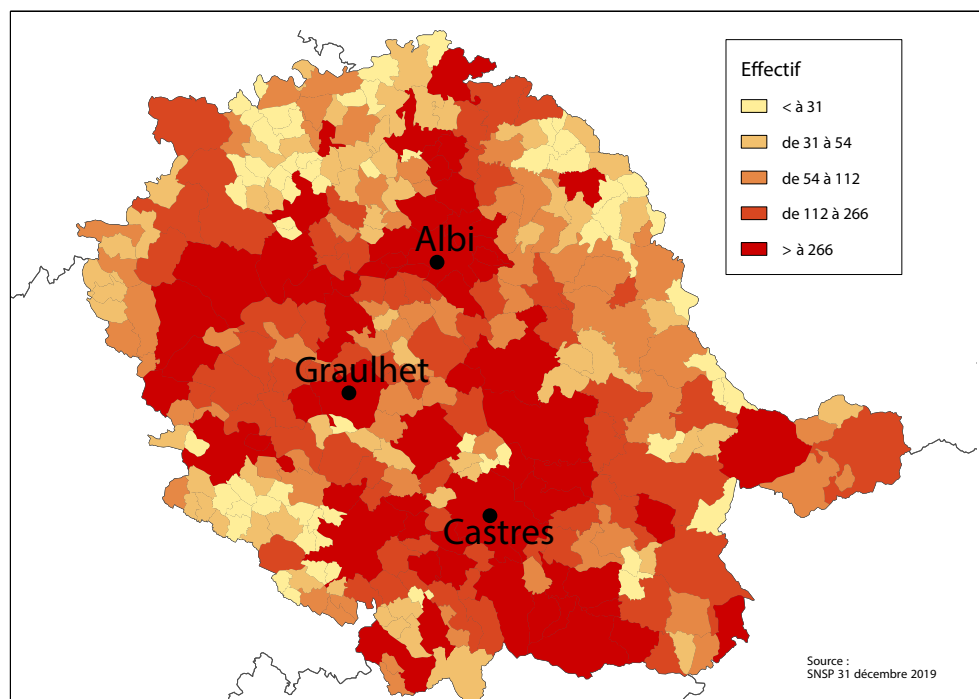 Effectif
< à 31
de 31 à 54
de 54 à 112
de 112 à 266
> à 266
Albi
Graulhet
Castres
Source :
SNSP 31 décembre 2019